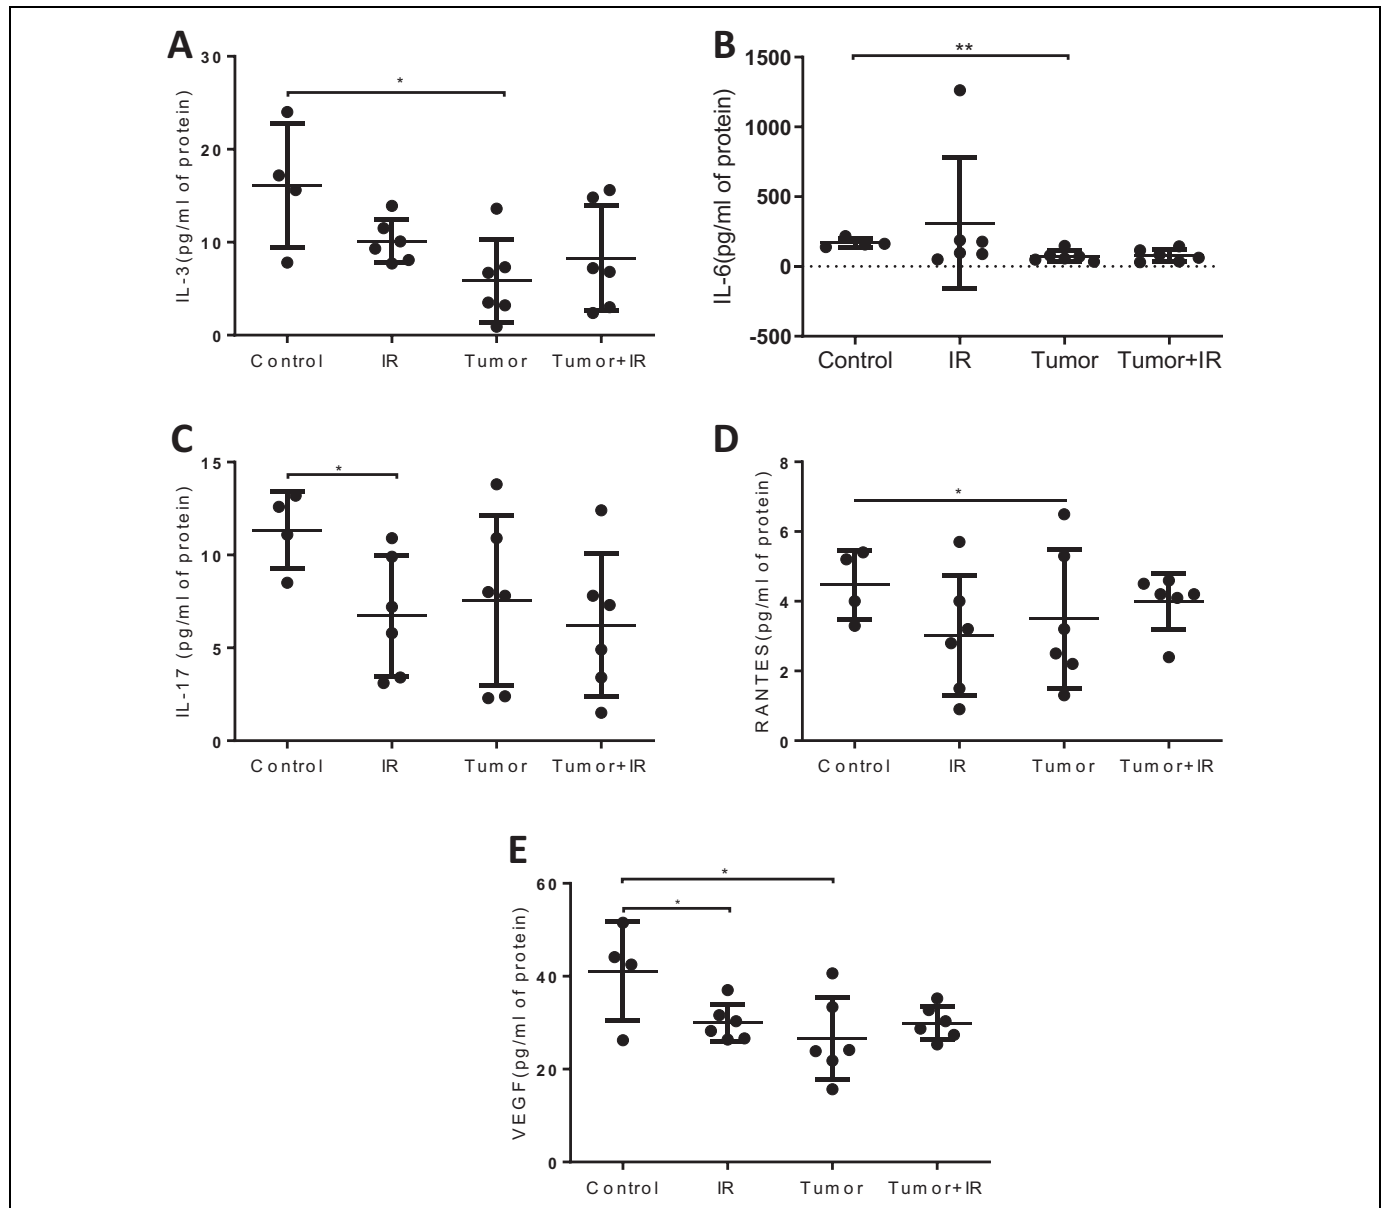 A
30
20
10
0
IL-3(pg/ml of protein)
*
Control IR Tumor Tumor+IR
B
1500
1000
500
0
-500
IL-6(pg/ml of protein)
**
Control IR Tumor Tumor+IR
C
15
10
5
0
IL-17 (pg/ml of protein)
*
Control IR Tumor Tumor+IR
D
8
6
4
2
0
RANTES(pg/ml of protein)
*
Control IR Tumor Tumor+IR
E
60
40
20
0
VEGF(pg/ml of protein)
*
*
Control IR Tumor Tumor+IR